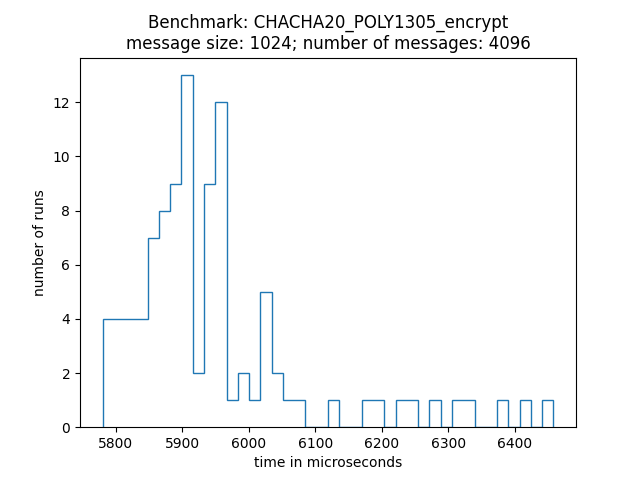 Benchmark: CHACHA20_POLY1305_encrypt
message size: 1024; number of messages: 4096
number of runs
12
10
8
6
4
2
0
5800 5900 6000 6100 6200 6300 6400
time in microseconds